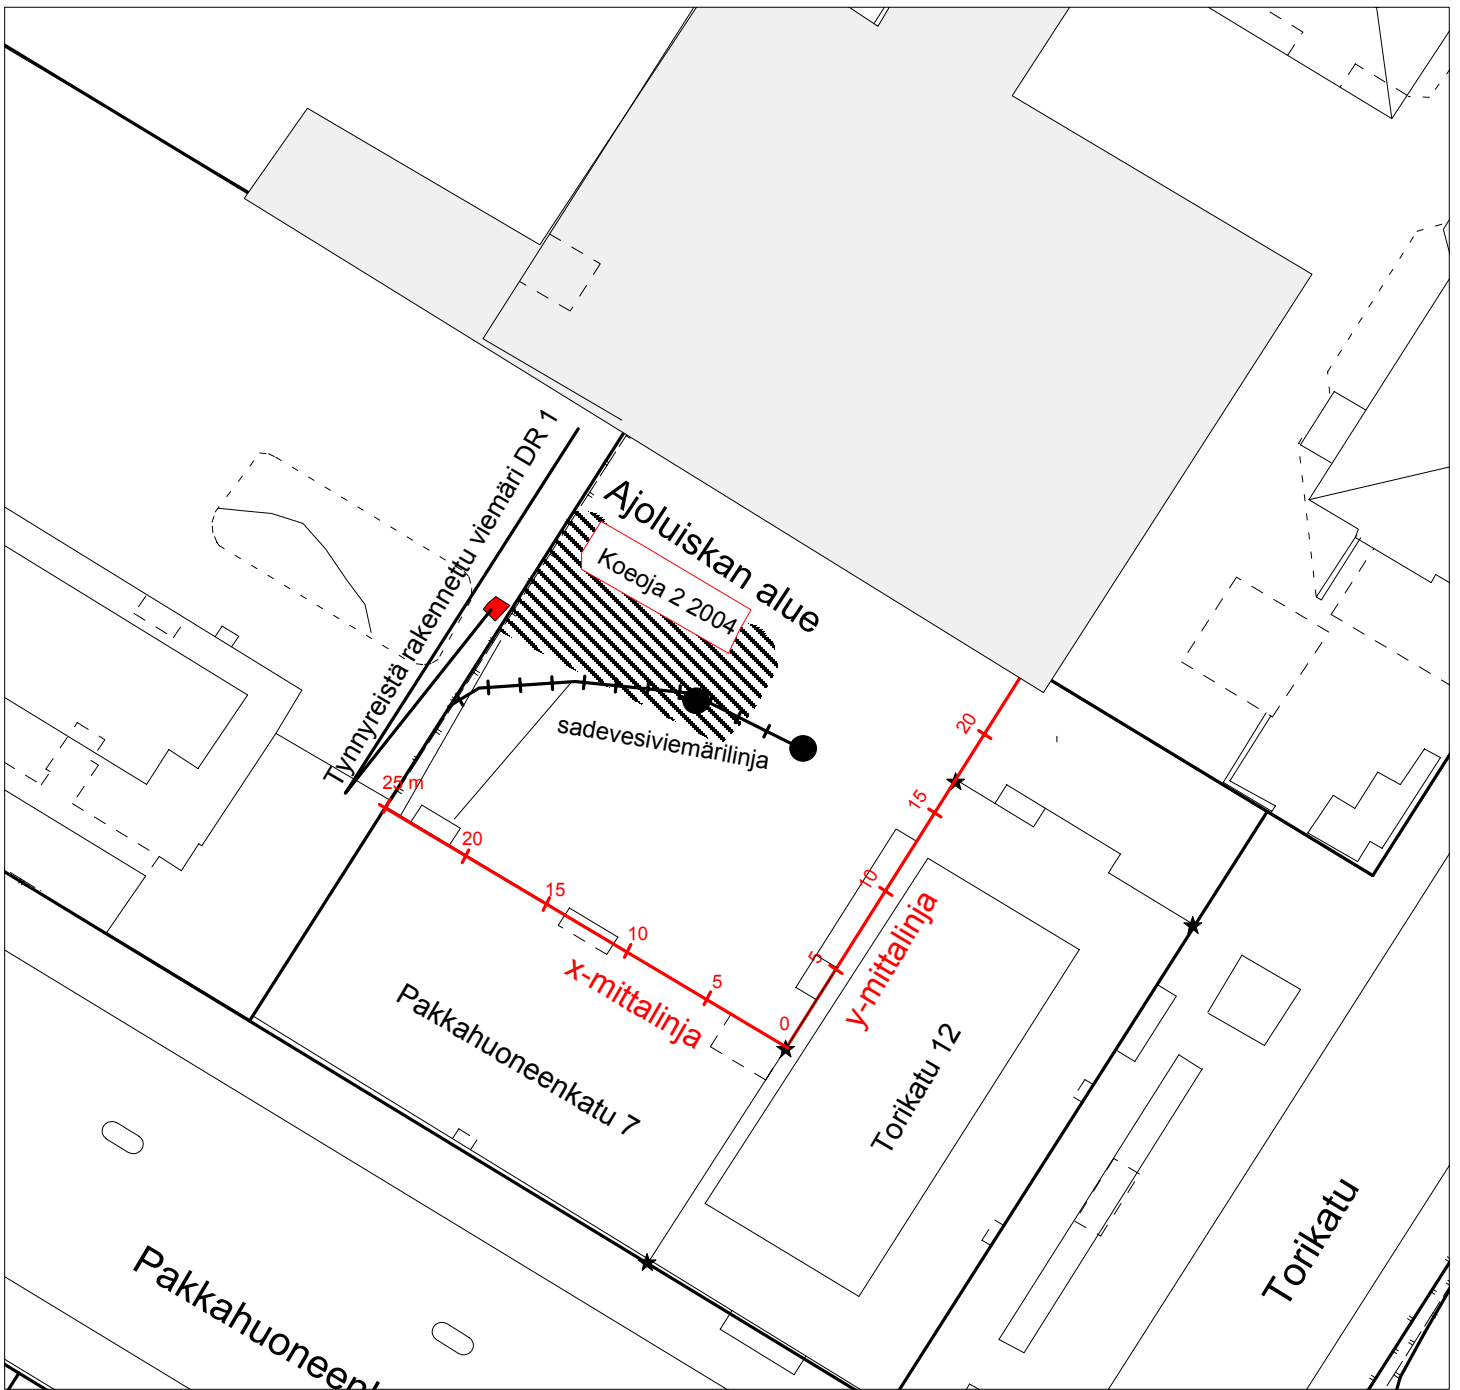 Tynnyreistä rakennettu viemäri DR 1
Ajoluiskan alue
Koeoja 2 2004
sadevesiviemärilinja
25 m
20
15
10
5
0
x-mittalinja
20
15
10
5
y-mittalinja
Pakkahuoneenkatu 7
Torikatu 12
Torikatu
Pakkahuoneenk